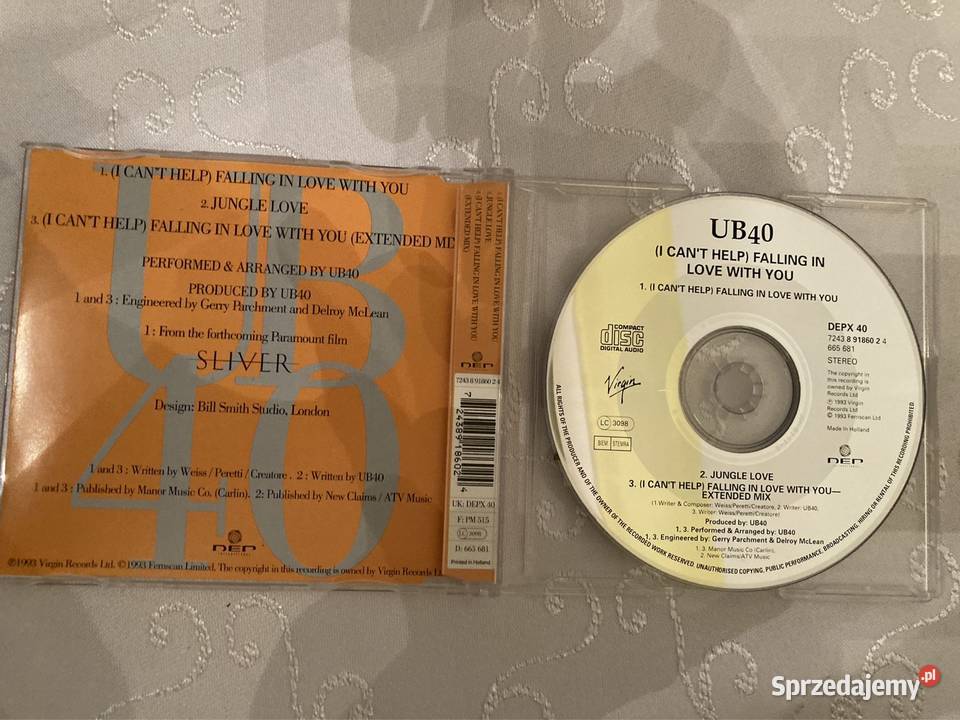 1. (I CAN'T HELP) FALLING IN LOVE WITH YOU
2. JUNGLE LOVE
3. (I CAN'T HELP) FALLING IN LOVE WITH YOU (EXTENDED MIX
PERFORMED & ARRANGED BY UB40
PRODUCED BY UB40
1 and 3 : Engineered by Gerry Parchment and Delroy McLean
1 : From the forthcoming Paramount film
SLIVER
Design: Bill Smith Studio, London
1 and 3 : Written by Weiss / Peretti / Creatore . 2 : Written by UB40
1 and 3 : Published by Manor Music Co. (Carlin). 2: Published by New Claims / ATV Music
DEP
INTERNATIONAL
℗1993 Virgin Records Ltd. ©1993 Fernscan Limited. The copyright in this recording is owned by Virgin Records Lt
UB
40
(I CAN'T HELP) FALLING IN LOVE WITH YOU
JUNGLE LOVE
(I CAN'T HELP) FALLING IN LOVE WITH YOU
(EXTENDED MIX)
DEP
7243 8 91860 2 4
7 24389 18602 4
UK: DEPX 40
F: PM 515
LC 3098
D: 665 681
Printed in Holland
UB40
(I CAN'T HELP) FALLING IN
LOVE WITH YOU
1. (I CAN'T HELP) FALLING IN LOVE WITH YOU
COMPACT
disc
DIGITAL AUDIO
Virgin
LC 3098
BIEM STEMRA
DEPX 40
7243 8 91860 2 4
665 681
STEREO
The copyright in
this recording is
owned by Virgin
Records Ltd
℗ 1993 Virgin
Records Ltd
© 1993 Fernscan Ltd
Made in Holland
DEP
INTERNATIONAL
2. JUNGLE LOVE
3. (I CAN'T HELP) FALLING IN LOVE WITH YOU—
EXTENDED MIX
(1.Writer & Composer: Weiss/Peretti/Creatore, 2. Writer: UB40,
3. Writer: Weiss/Peretti/Creatore)
Produced by: UB40
1. 3. Performed & Arranged by: UB40
1. 3. Engineered by: Gerry Parchment & Delroy McLean
1. 3. Manor Music Co (Carlin),
2. New Claims/ATV Music
ALL RIGHTS OF THE PRODUCER AND OF THE OWNER OF THE RECORDED WORK RESERVED. UNAUTHORISED COPYING, PUBLIC PERFORMANCE, BROADCASTING, HIRING OR RENTAL OF THIS RECORDING PROHIBITED.
Sprzedajemy.pl